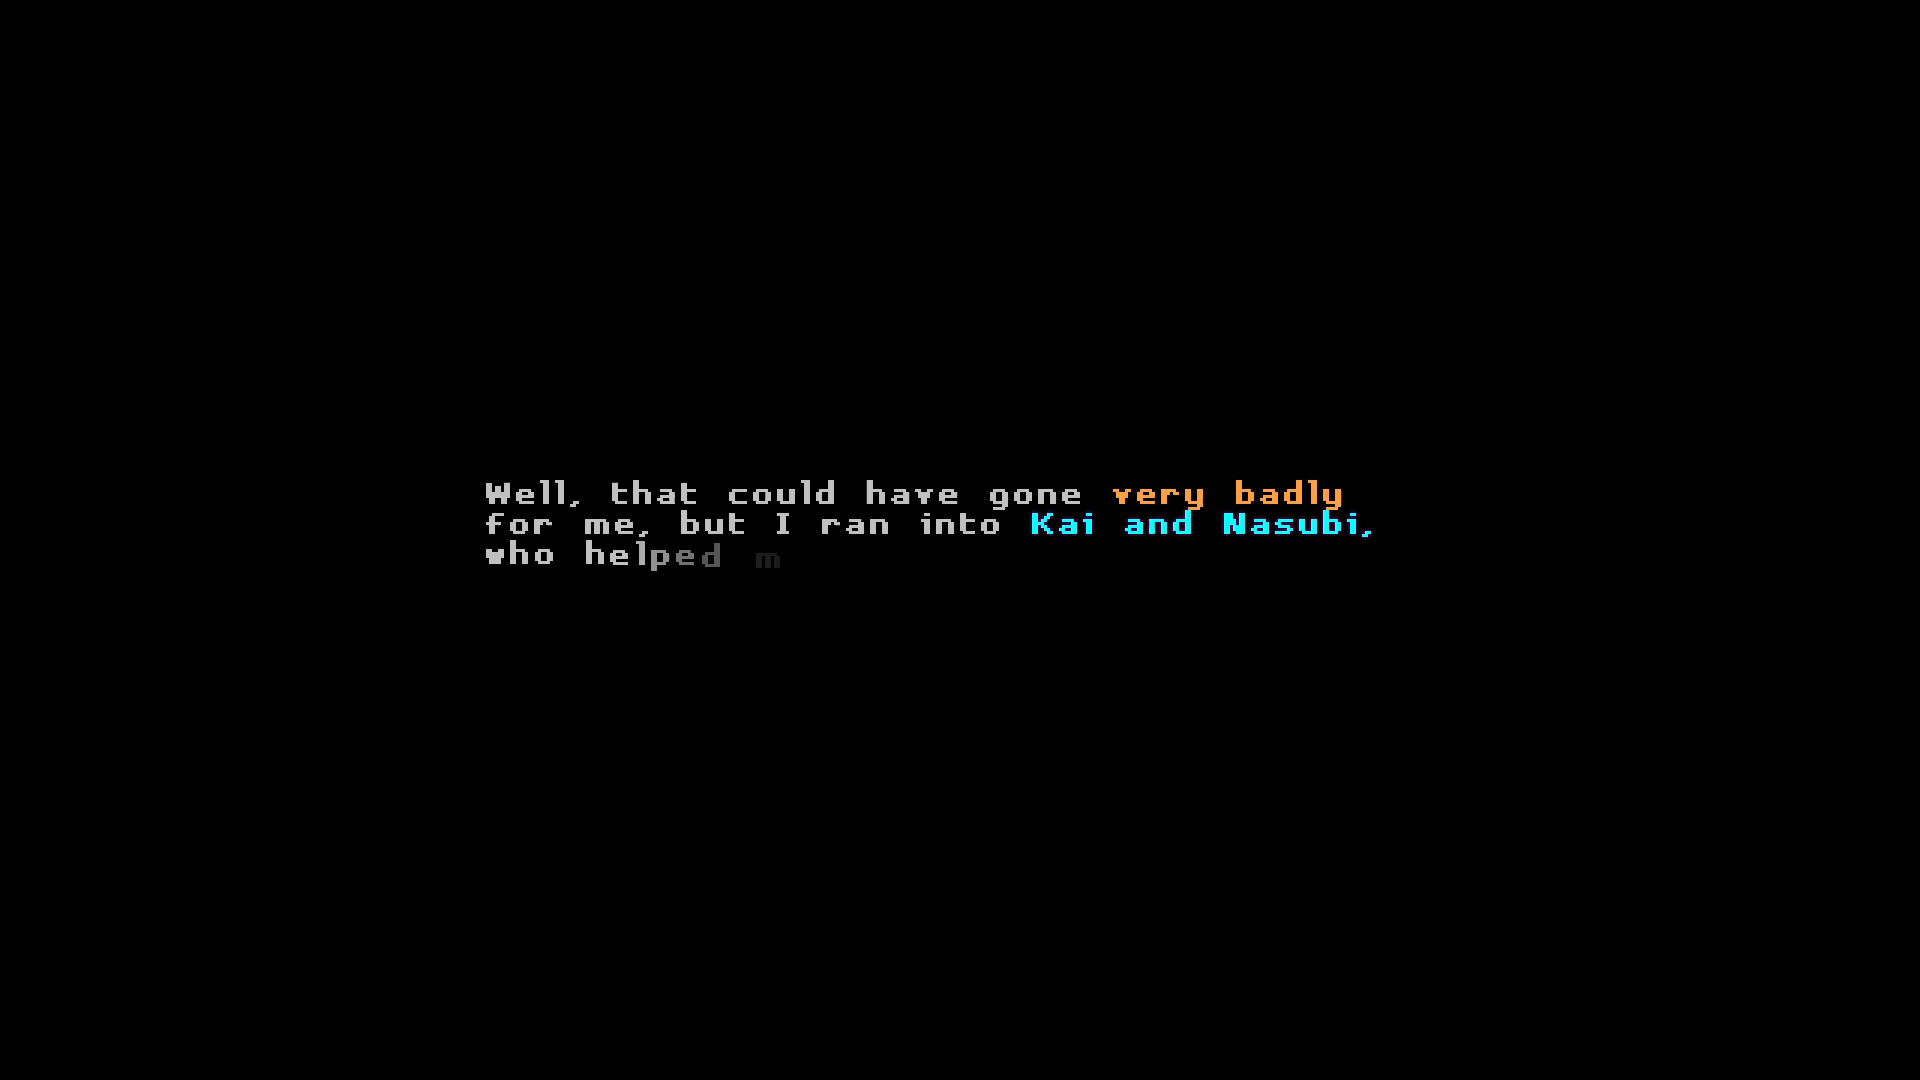 Well, that could have gone very badly
for me, but I ran into Kai and Nasubi,
who helped m